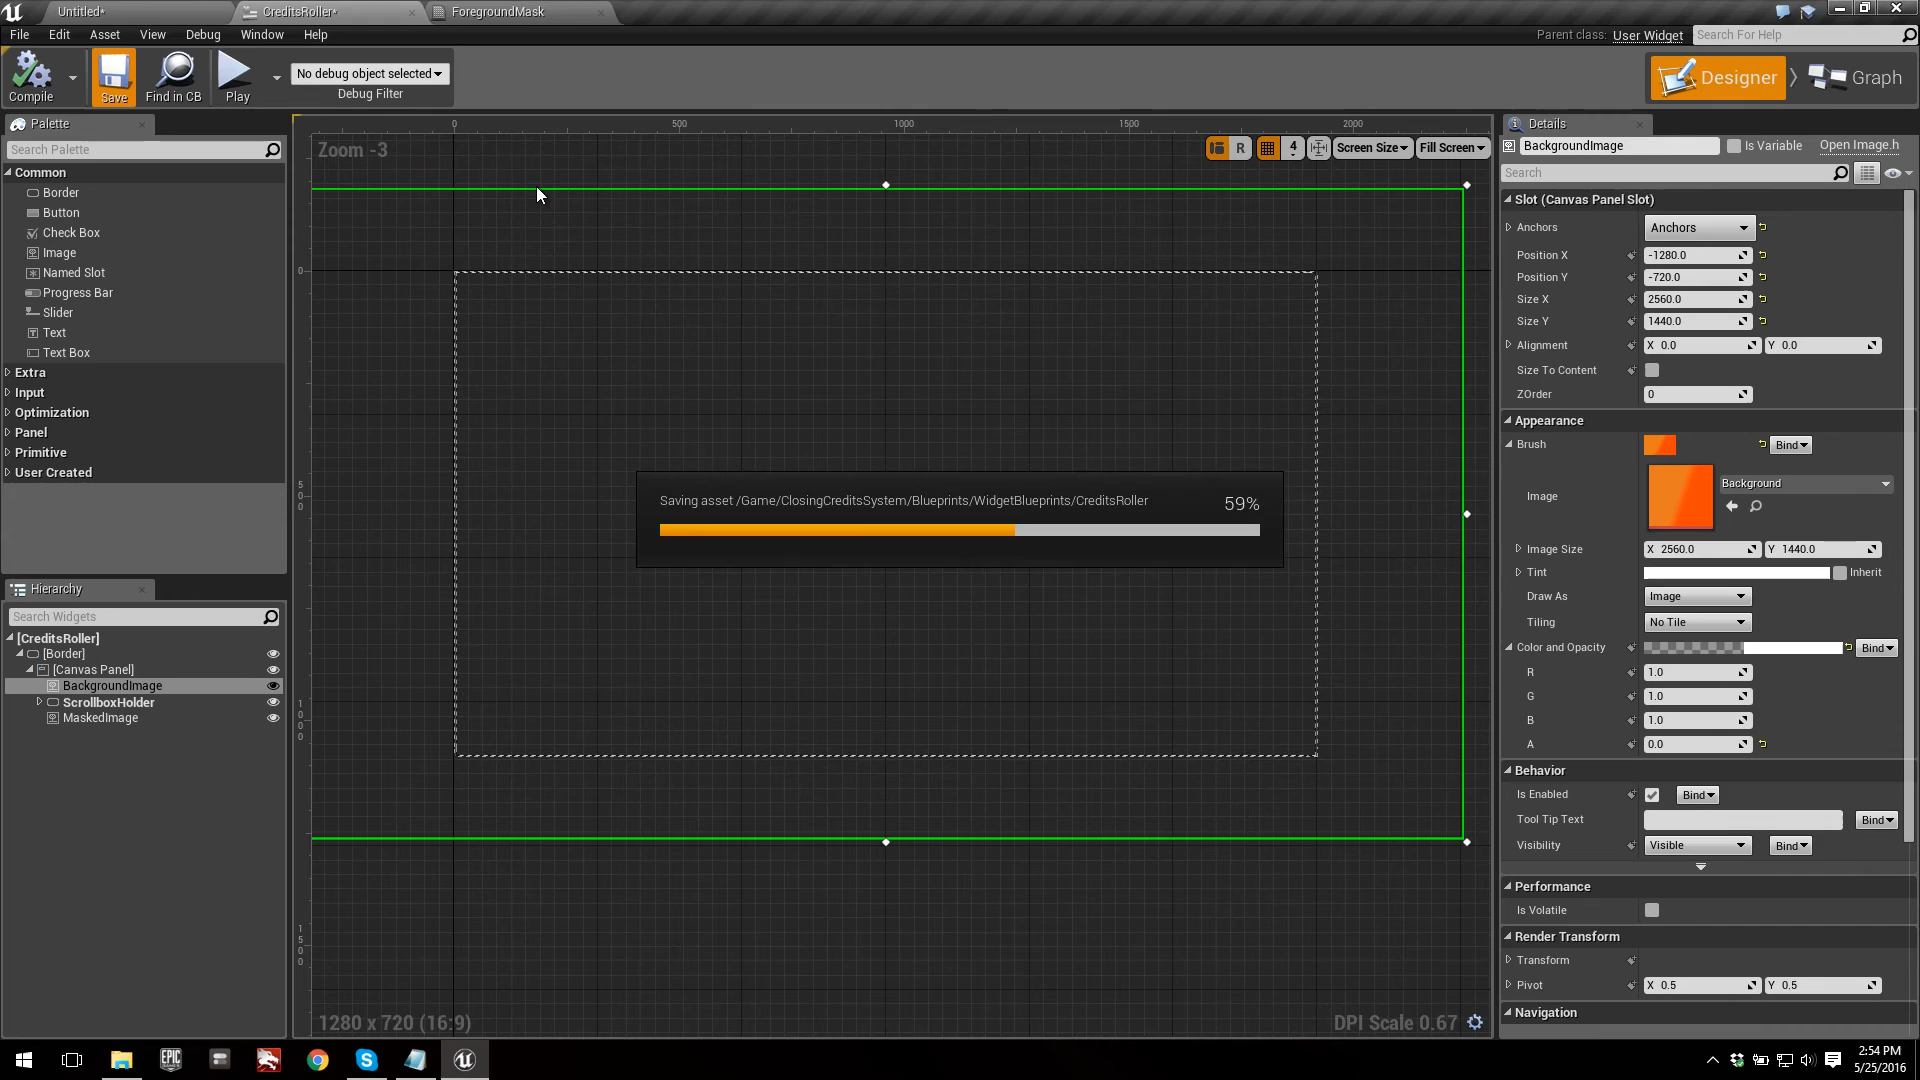 Untitled*
CreditsRoller*
ForegroundMask
File Edit Asset View Debug Window Help
Parent class: User Widget
Search For Help
Compile
Save
Find in CB
Play
No debug object selected
Debug Filter
Designer
Graph
Palette
Search Palette
Common
Border
Button
Check Box
Image
Named Slot
Progress Bar
Slider
Text
Text Box
Extra
Input
Optimization
Panel
Primitive
User Created
Hierarchy
Search Widgets
[CreditsRoller]
[Border]
[Canvas Panel]
BackgroundImage
ScrollboxHolder
MaskedImage
0 500 1000 1500 2000
Zoom -3
R
4
Screen Size
Fill Screen
0
500
1000
1500
Saving asset /Game/ClosingCreditsSystem/Blueprints/WidgetBlueprints/CreditsRoller
59%
1280 x 720 (16:9)
DPI Scale 0.67
Details
BackgroundImage
Is Variable
Open Image.h
Search
Slot (Canvas Panel Slot)
Anchors Anchors
Position X -1280.0
Position Y -720.0
Size X 2560.0
Size Y 1440.0
Alignment X 0.0 Y 0.0
Size To Content
ZOrder 0
Appearance
Brush Bind
Image Background
Image Size X 2560.0 Y 1440.0
Tint Inherit
Draw As Image
Tiling No Tile
Color and Opacity Bind
R 1.0
G 1.0
B 1.0
A 0.0
Behavior
Is Enabled Bind
Tool Tip Text Bind
Visibility Visible Bind
Performance
Is Volatile
Render Transform
Transform
Pivot X 0.5 Y 0.5
Navigation
EPIC
2:54 PM
5/25/2016